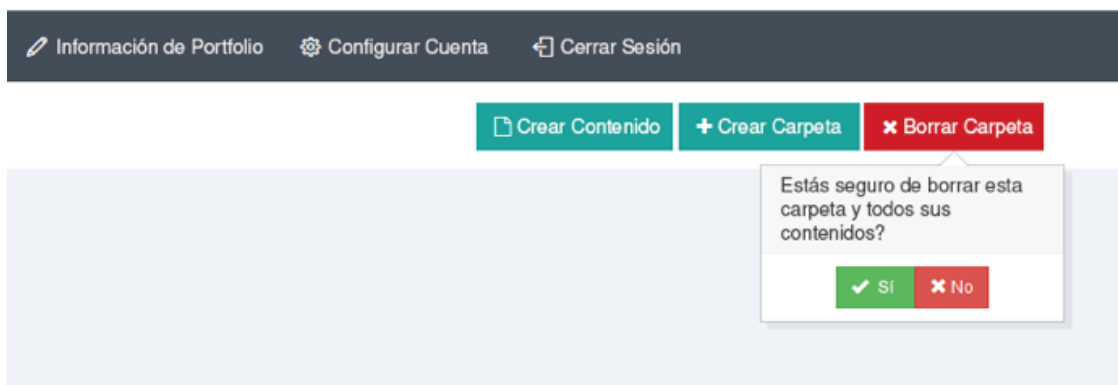 Información de Portfolio Configurar Cuenta Cerrar Sesión
Crear Contenido Crear Carpeta Borrar Carpeta
Estás seguro de borrar esta
carpeta y todos sus
contenidos?
Sí No